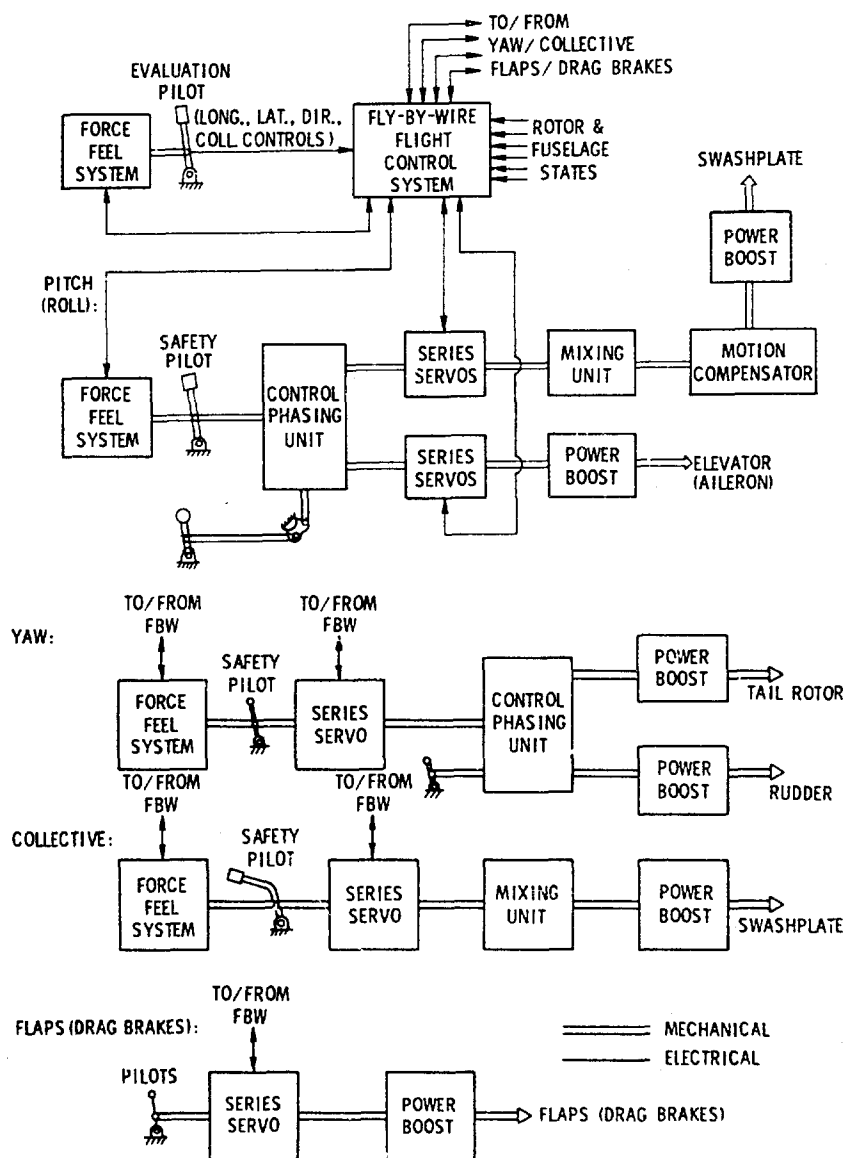 TO/FROM
YAW/COLLECTIVE
FLAPS/DRAG BRAKES
EVALUATION
PILOT
(LONG., LAT., DIR.,
COLL. CONTROLS)
FORCE
FEEL
SYSTEM
FLY-BY-WIRE
FLIGHT
CONTROL
SYSTEM
ROTOR &
FUSELAGE
STATES
SWASHPLATE
POWER
BOOST
PITCH
(ROLL):
SAFETY
PILOT
FORCE
FEEL
SYSTEM
CONTROL
PHASING
UNIT
SERIES
SERVOS
MIXING
UNIT
MOTION
COMPENSATOR
SERIES
SERVOS
POWER
BOOST
ELEVATOR
(AILERON)
YAW:
TO/FROM
FBW
TO/FROM
FBW
SAFETY
PILOT
FORCE
FEEL
SYSTEM
SERIES
SERVO
CONTROL
PHASING
UNIT
POWER
BOOST
TAIL ROTOR
POWER
BOOST
RUDDER
COLLECTIVE:
TO/FROM
FBW
TO/FROM
FBW
SAFETY
PILOT
FORCE
FEEL
SYSTEM
SERIES
SERVO
MIXING
UNIT
POWER
BOOST
SWASHPLATE
FLAPS (DRAG BRAKES):
TO/FROM
FBW
MECHANICAL
ELECTRICAL
PILOTS
SERIES
SERVO
POWER
BOOST
FLAPS (DRAG BRAKES)